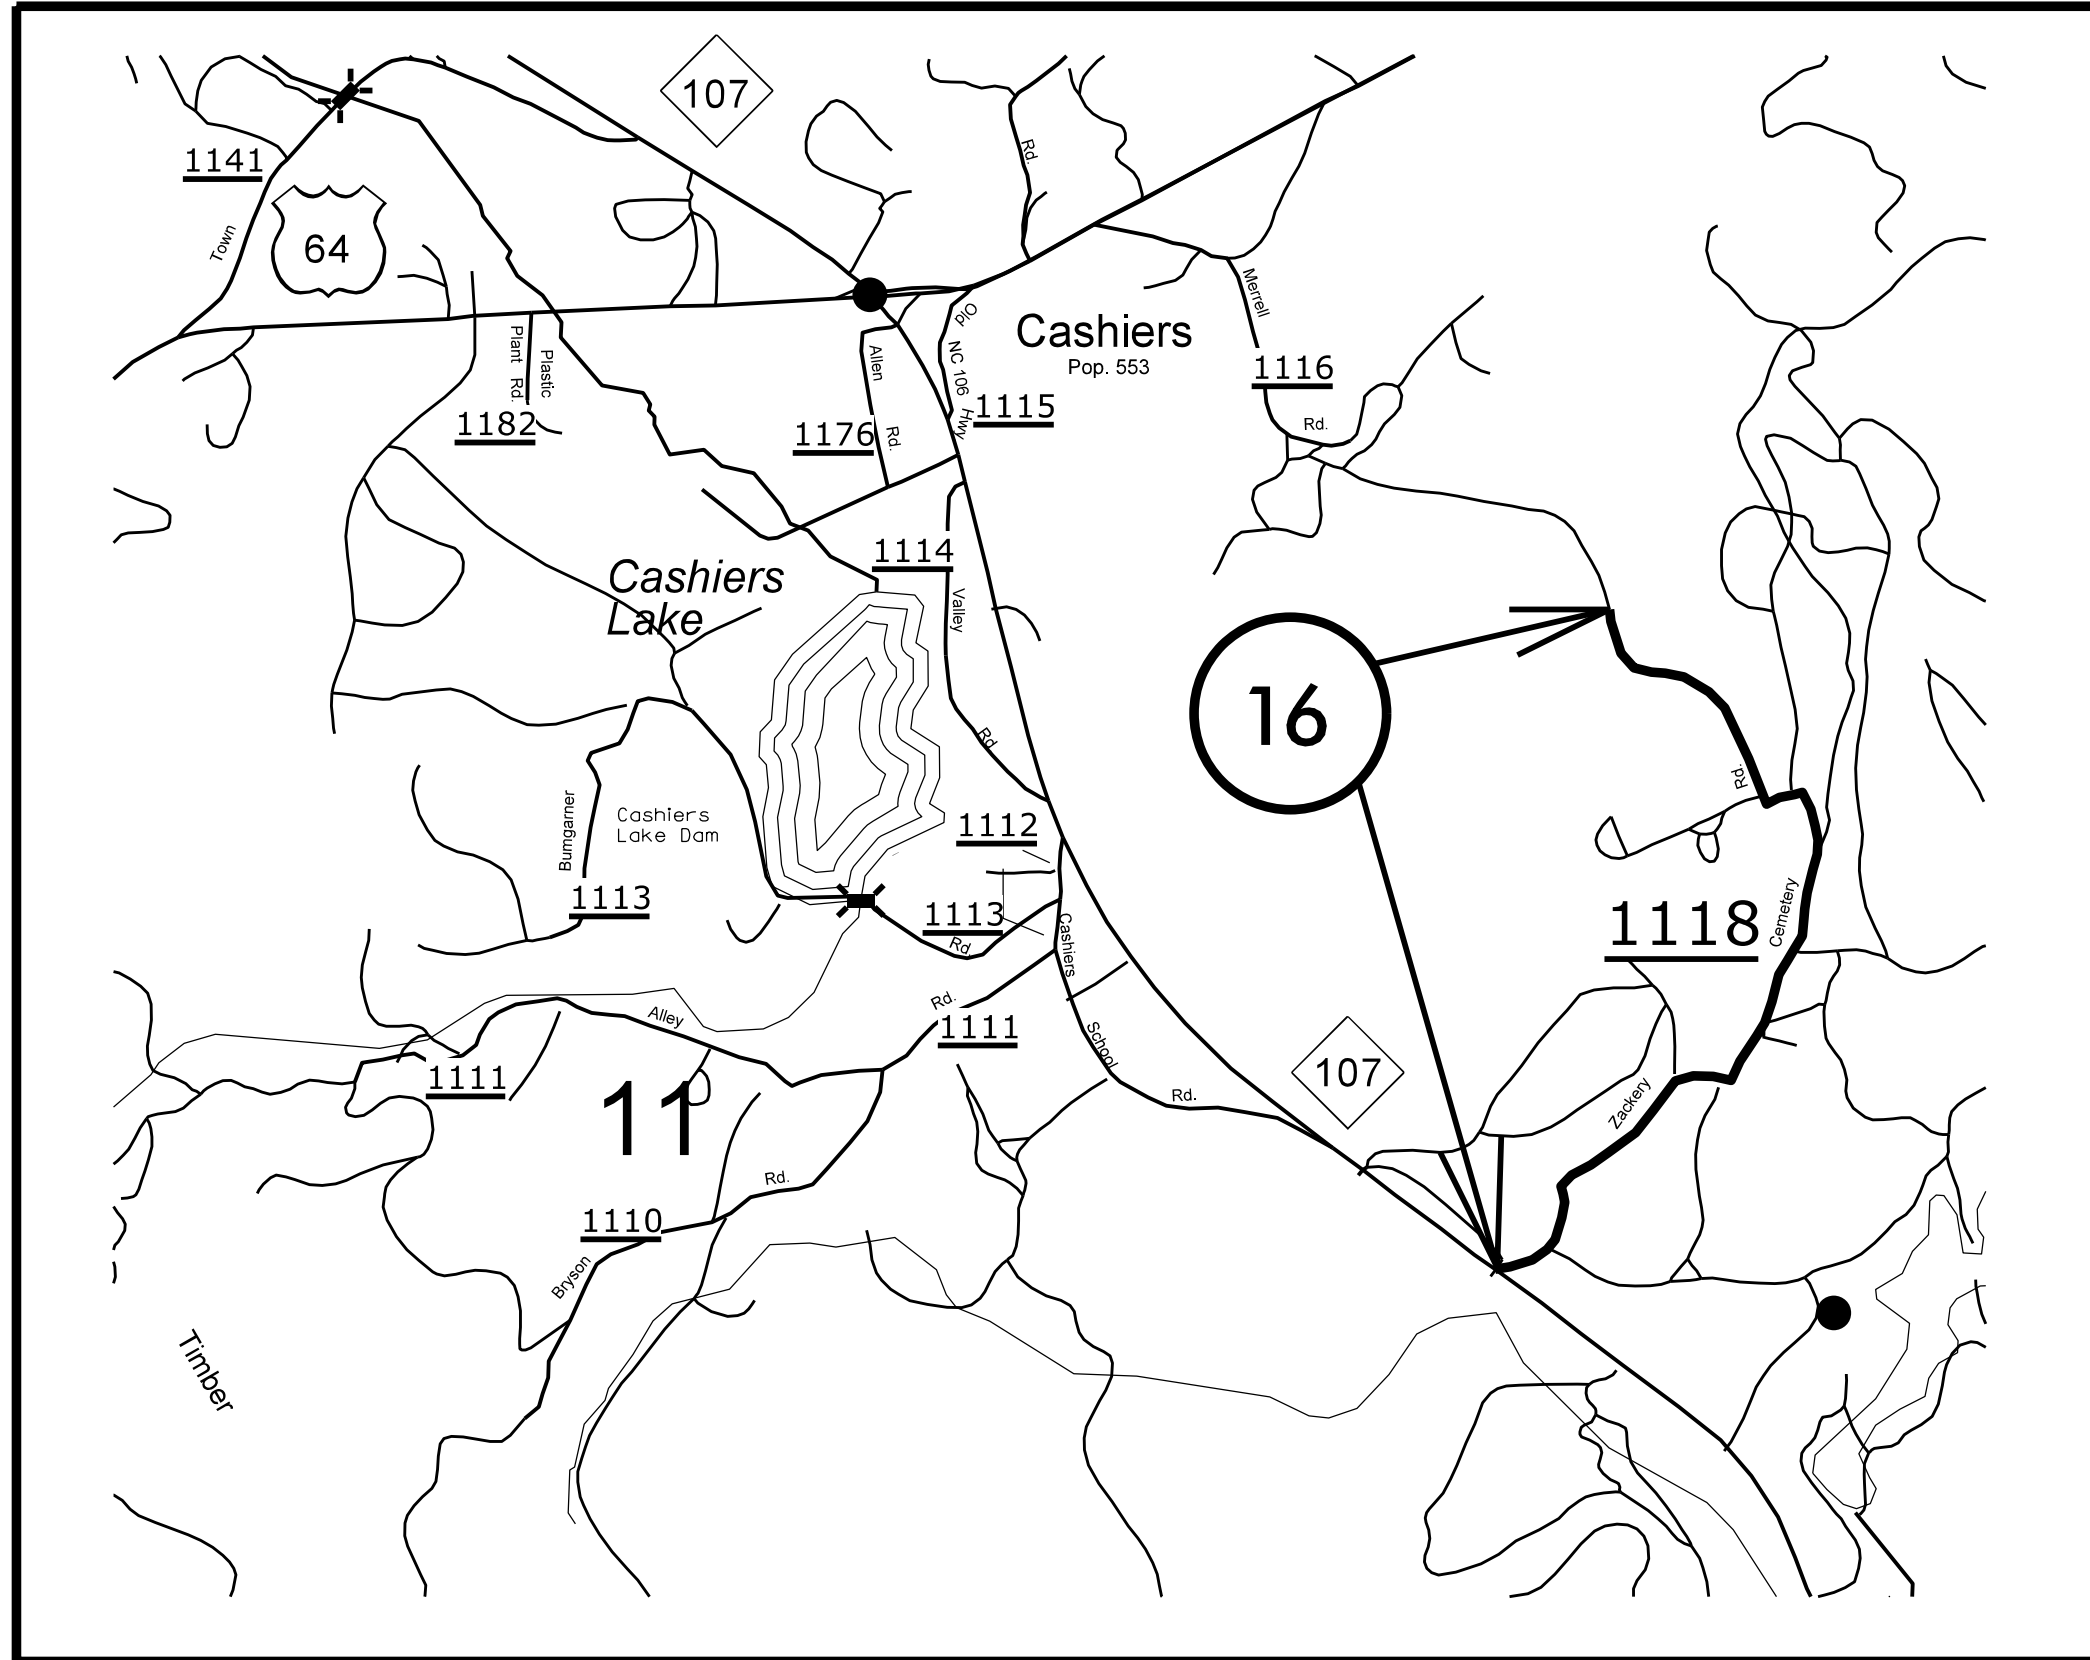 107
Rd.
1141
Town
64
Merrell
Old
NC 106
Hwy
Cashiers
Pop. 553
Plant Rd.
Plastic
Allen
Rd.
1116
1182
1176
1115
Rd.
1114
Cashiers
Lake
Valley
Rd
16
Rd.
Bumgarner
Cashiers
Lake Dam
1112
1113
1113
Rd
Cashiers
1118
Cemetery
Rd.
Alley
1111
School
107
1111
11
Rd.
Zackery
Rd.
1110
Bryson
Timber